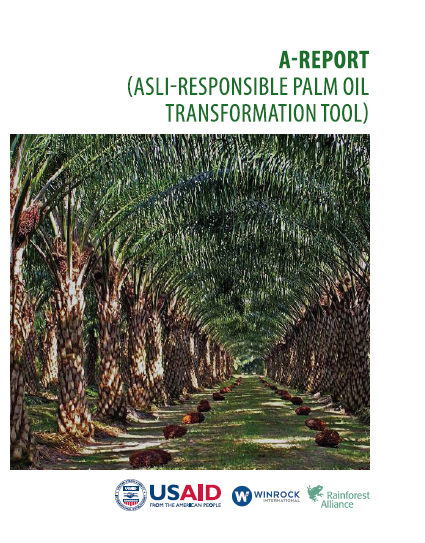 A-REPORT
(ASLI-RESPONSIBLE PALM OIL
TRANSFORMATION TOOL)
USAID
FROM THE AMERICAN PEOPLE
WINROCK
INTERNATIONAL
Rainforest
Alliance